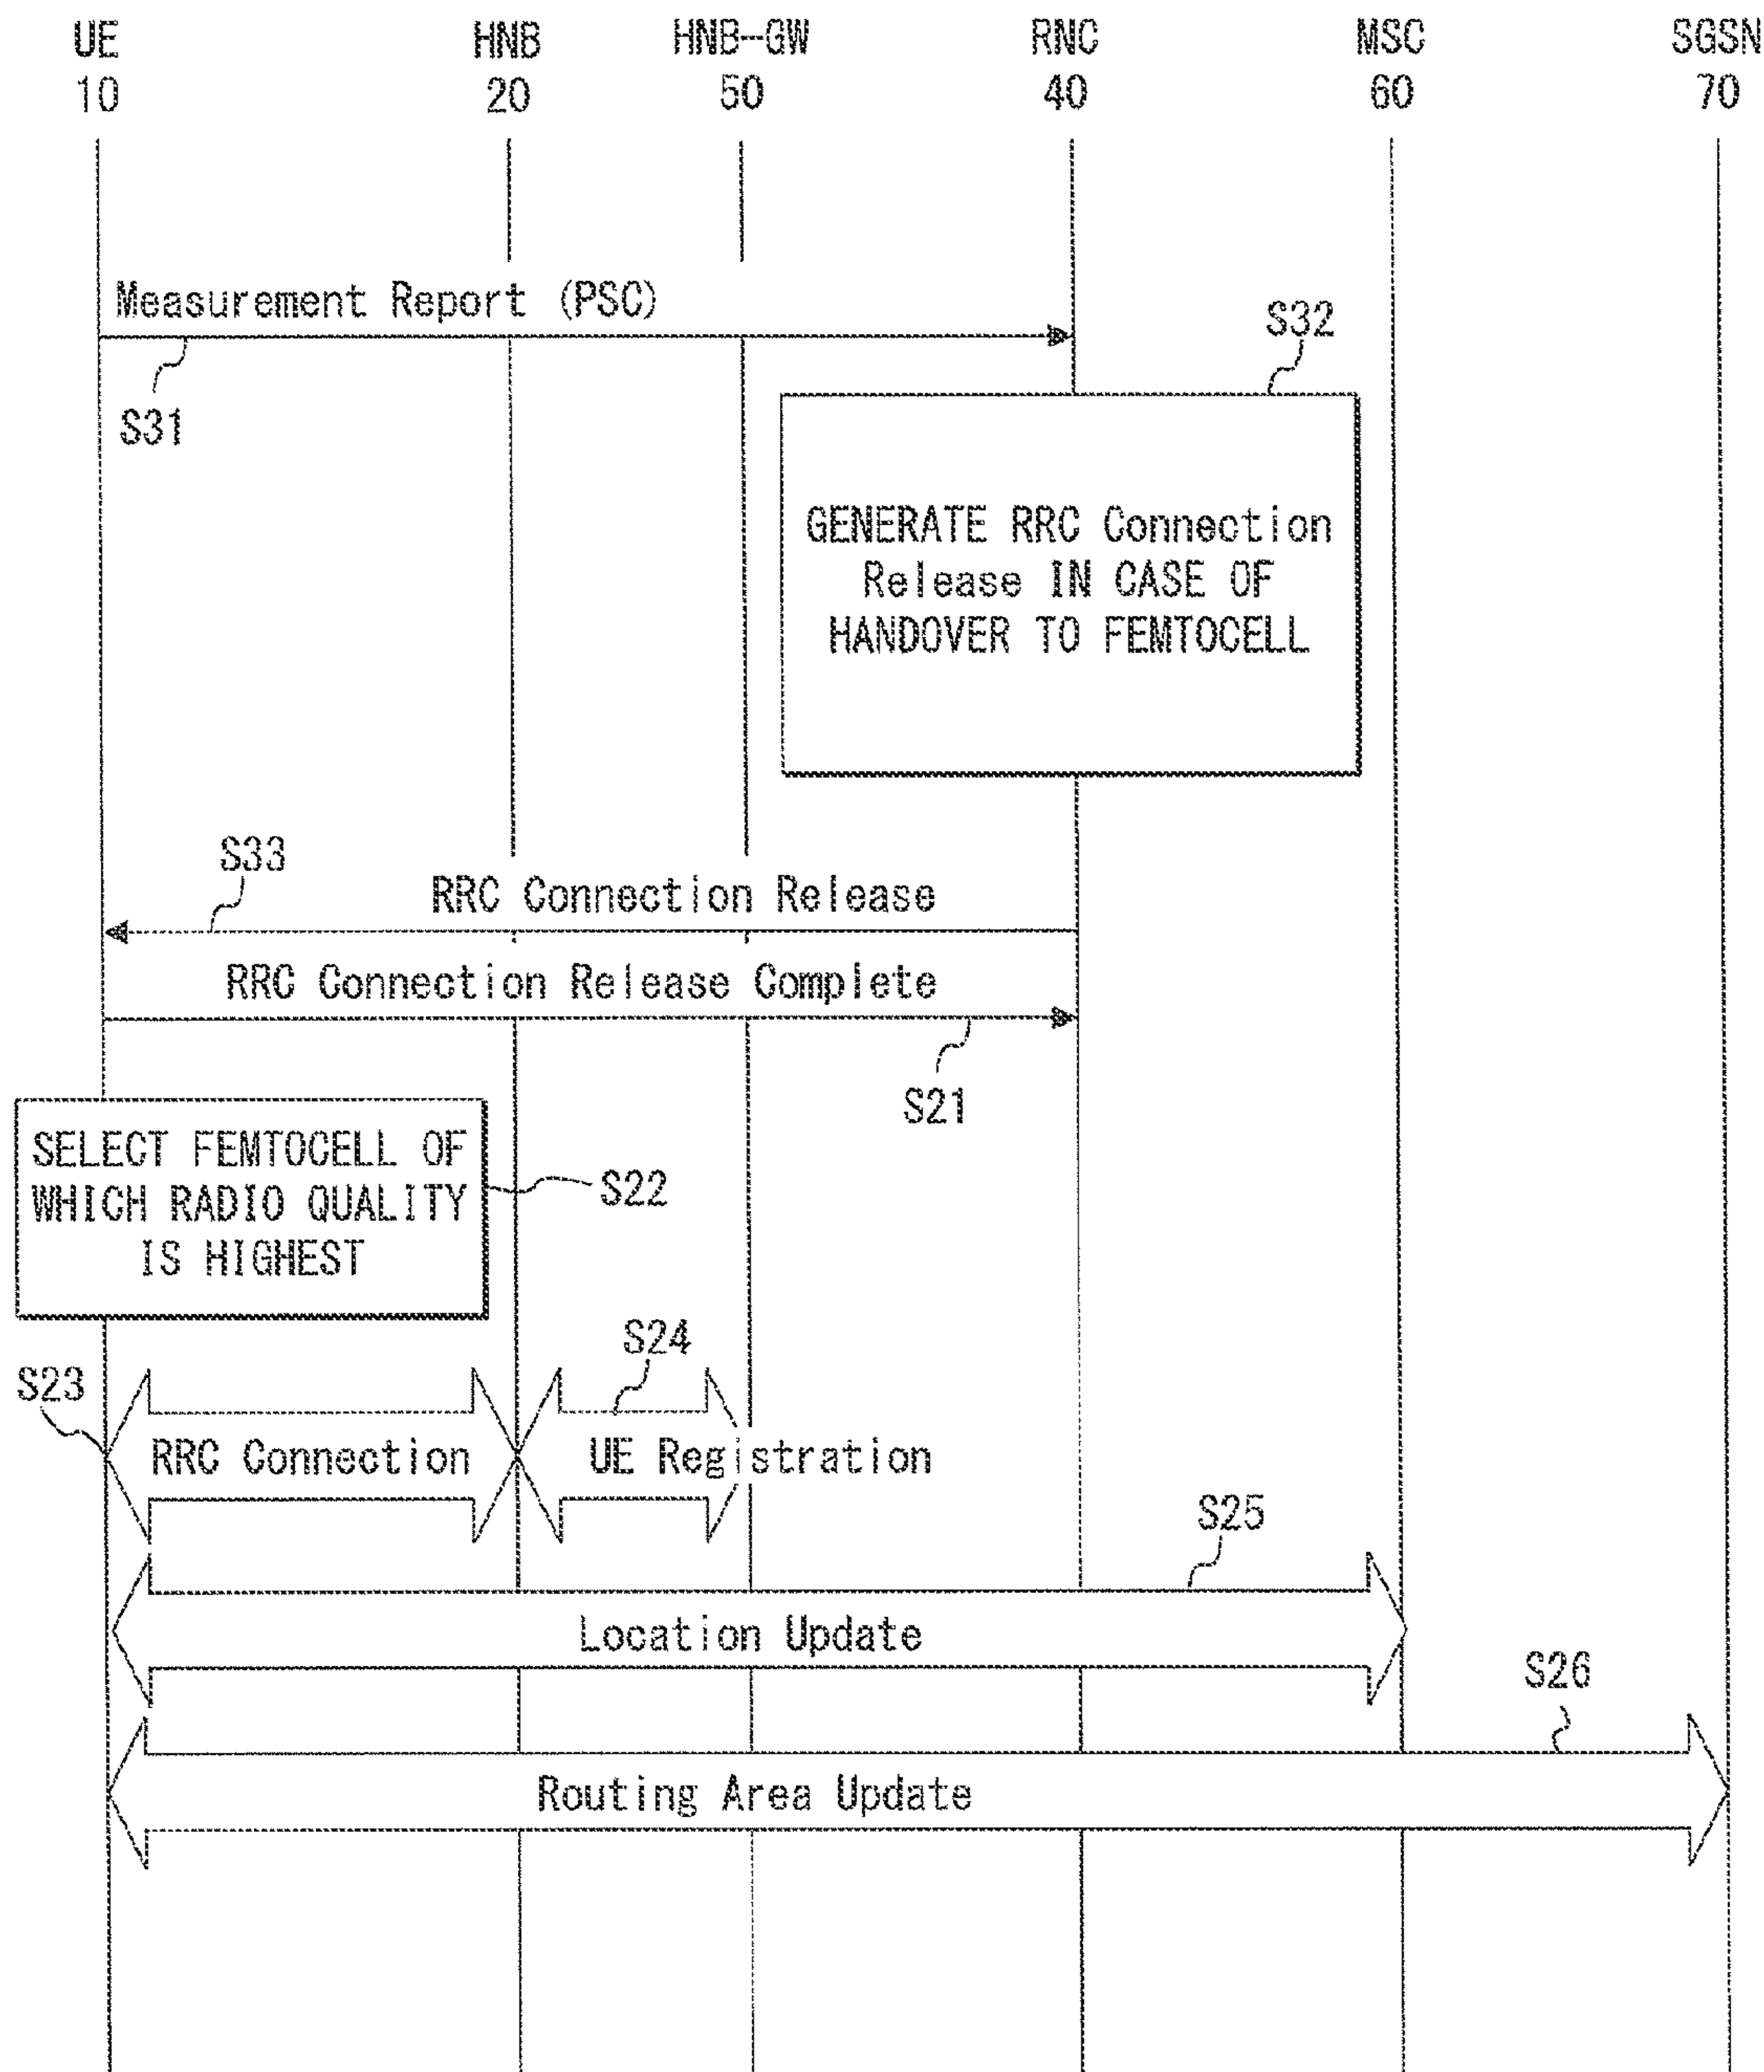 UE HNB HNB-GW RNC MSC SGSN
10 20 50 40 60 70
Measurement Report (PSC)
S32
S31
GENERATE RRC Connection
Release IN CASE OF
HANDOVER TO FEMTOCELL
S33
RRC Connection Release
RRC Connection Release Complete
S21
SELECT FEMTOCELL OF
WHICH RADIO QUALITY
IS HIGHEST
S22
S24
S23
RRC Connection
UE Registration
S25
Location Update
S26
Routing Area Update